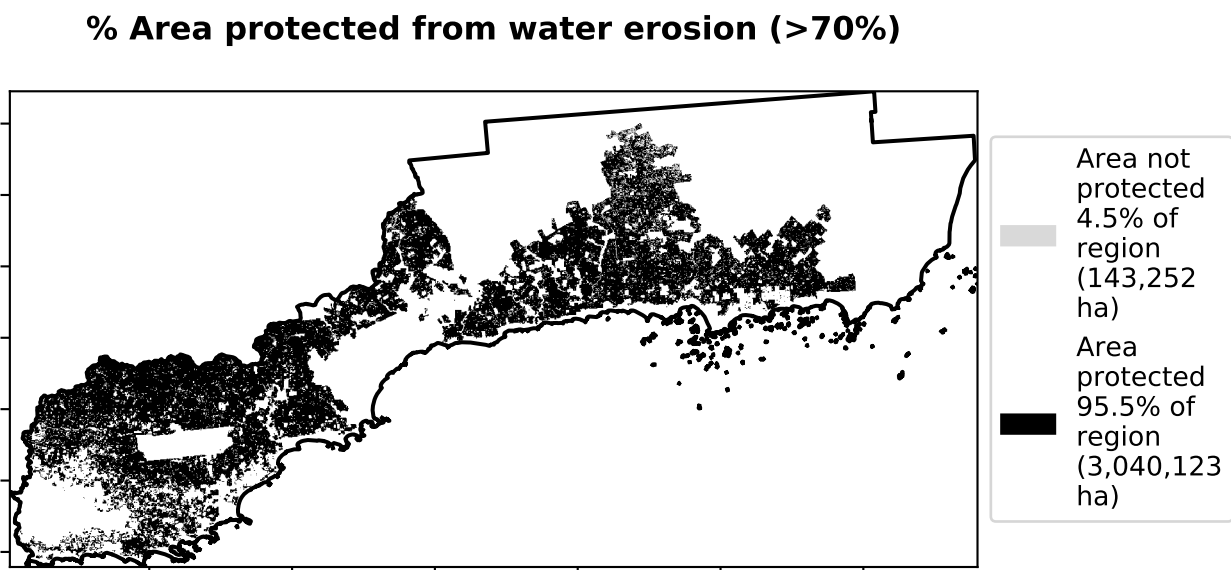 % Area protected from water erosion (>70%)
Area not
protected
4.5% of
region
(143,252
ha)
Area
protected
95.5% of
region
(3,040,123
ha)